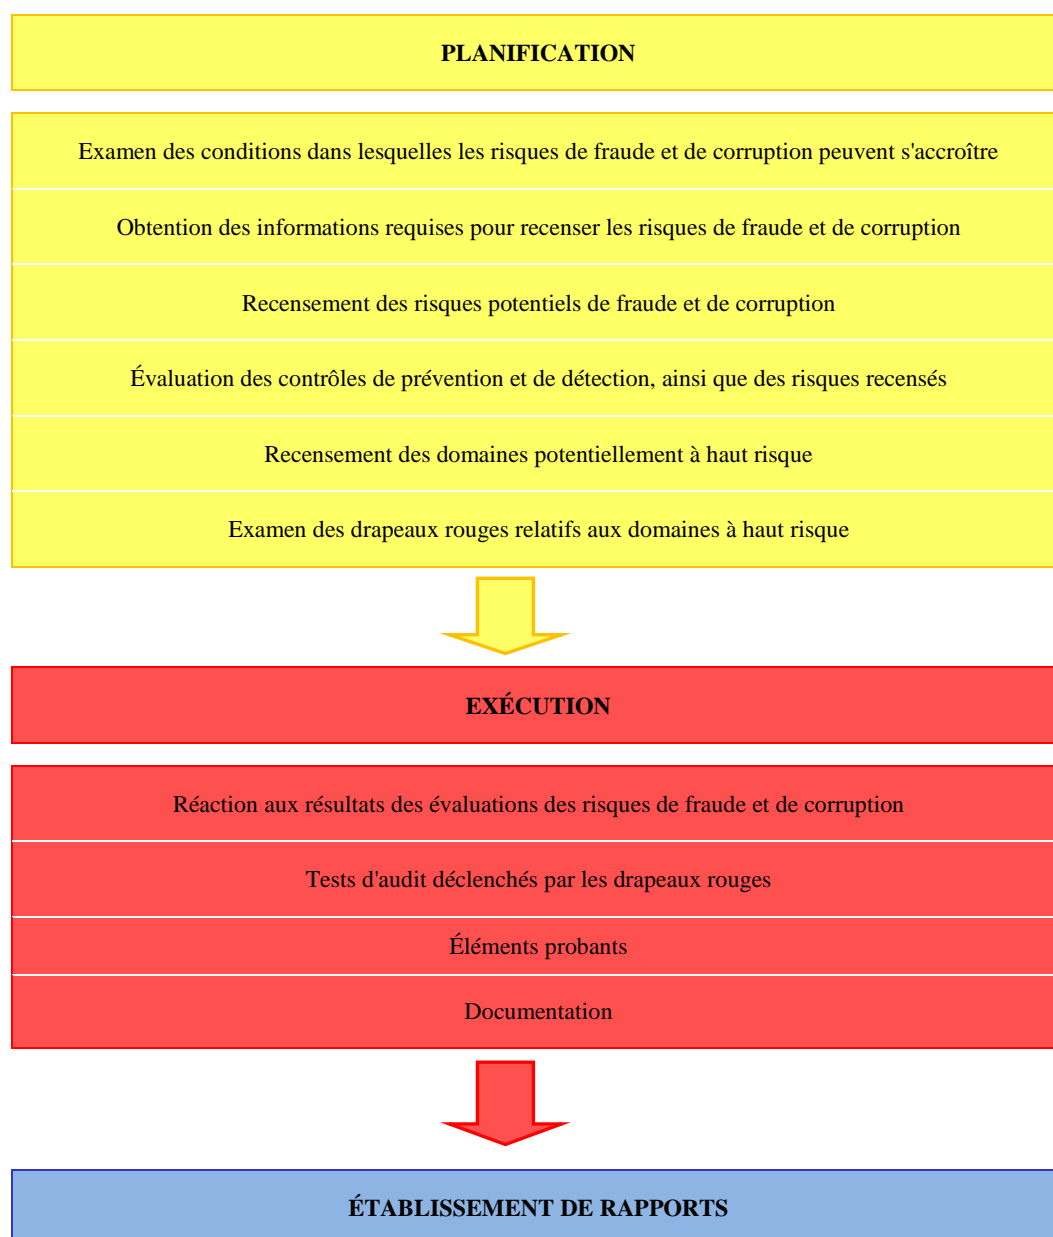 PLANIFICATION
Examen des conditions dans lesquelles les risques de fraude et de corruption peuvent s'accroître
Obtention des informations requises pour recenser les risques de fraude et de corruption
Recensement des risques potentiels de fraude et de corruption
Évaluation des contrôles de prévention et de détection, ainsi que des risques recensés
Recensement des domaines potentiellement à haut risque
Examen des drapeaux rouges relatifs aux domaines à haut risque
EXÉCUTION
Réaction aux résultats des évaluations des risques de fraude et de corruption
Tests d'audit déclenchés par les drapeaux rouges
Éléments probants
Documentation
ÉTABLISSEMENT DE RAPPORTS